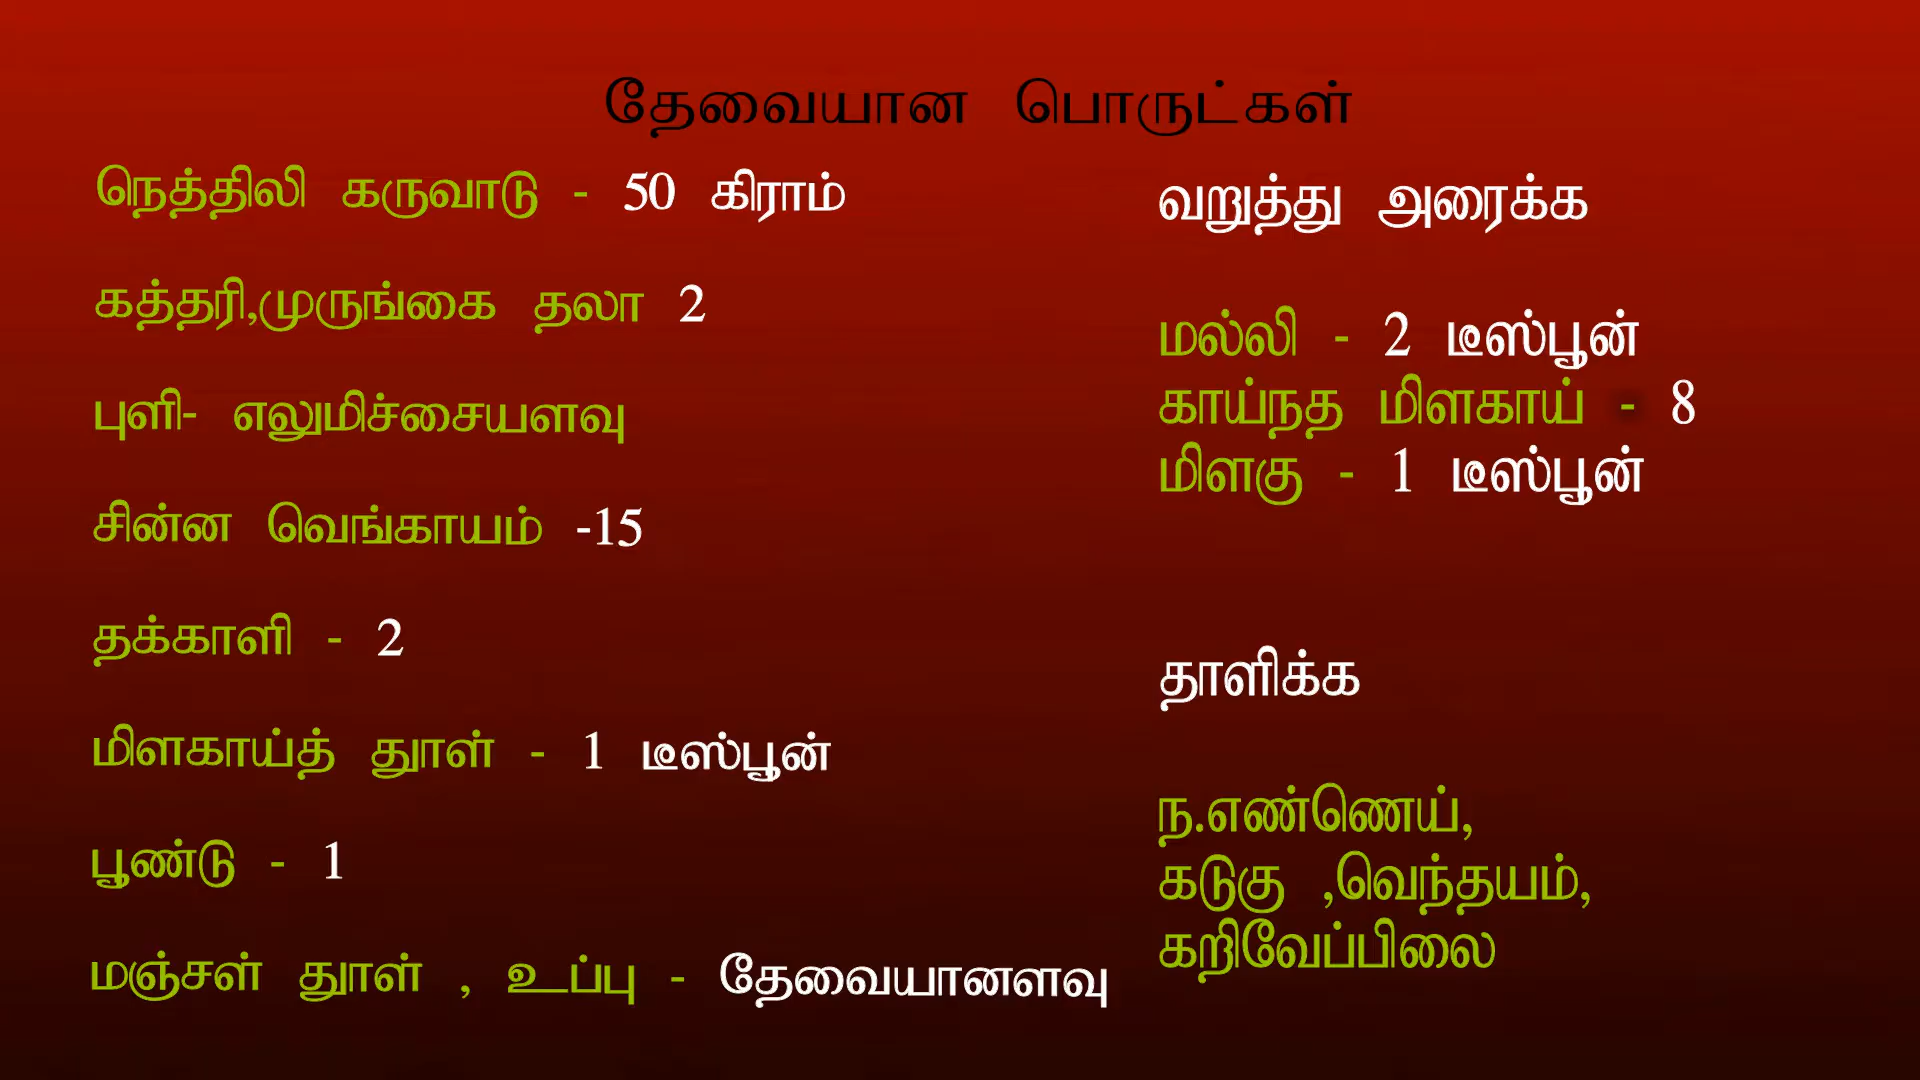 தேவையான பொருட்கள்
நெத்திலி கருவாடு - 50 கிராம்
கத்தரி,முருங்கை தலா 2
புளி- எலுமிச்சையளவு
சின்ன வெங்காயம் -15
தக்காளி - 2
மிளகாய்த் தூள் - 1 டீஸ்பூன்
பூண்டு - 1
மஞ்சள் தூள் , உப்பு - தேவையானளவு
வறுத்து அரைக்க
மல்லி - 2 டீஸ்பூன்
காய்நத மிளகாய் - 8
மிளகு - 1 டீஸ்பூன்
தாளிக்க
ந.எண்ணெய்,
கடுகு ,வெந்தயம்,
கறிவேப்பிலை